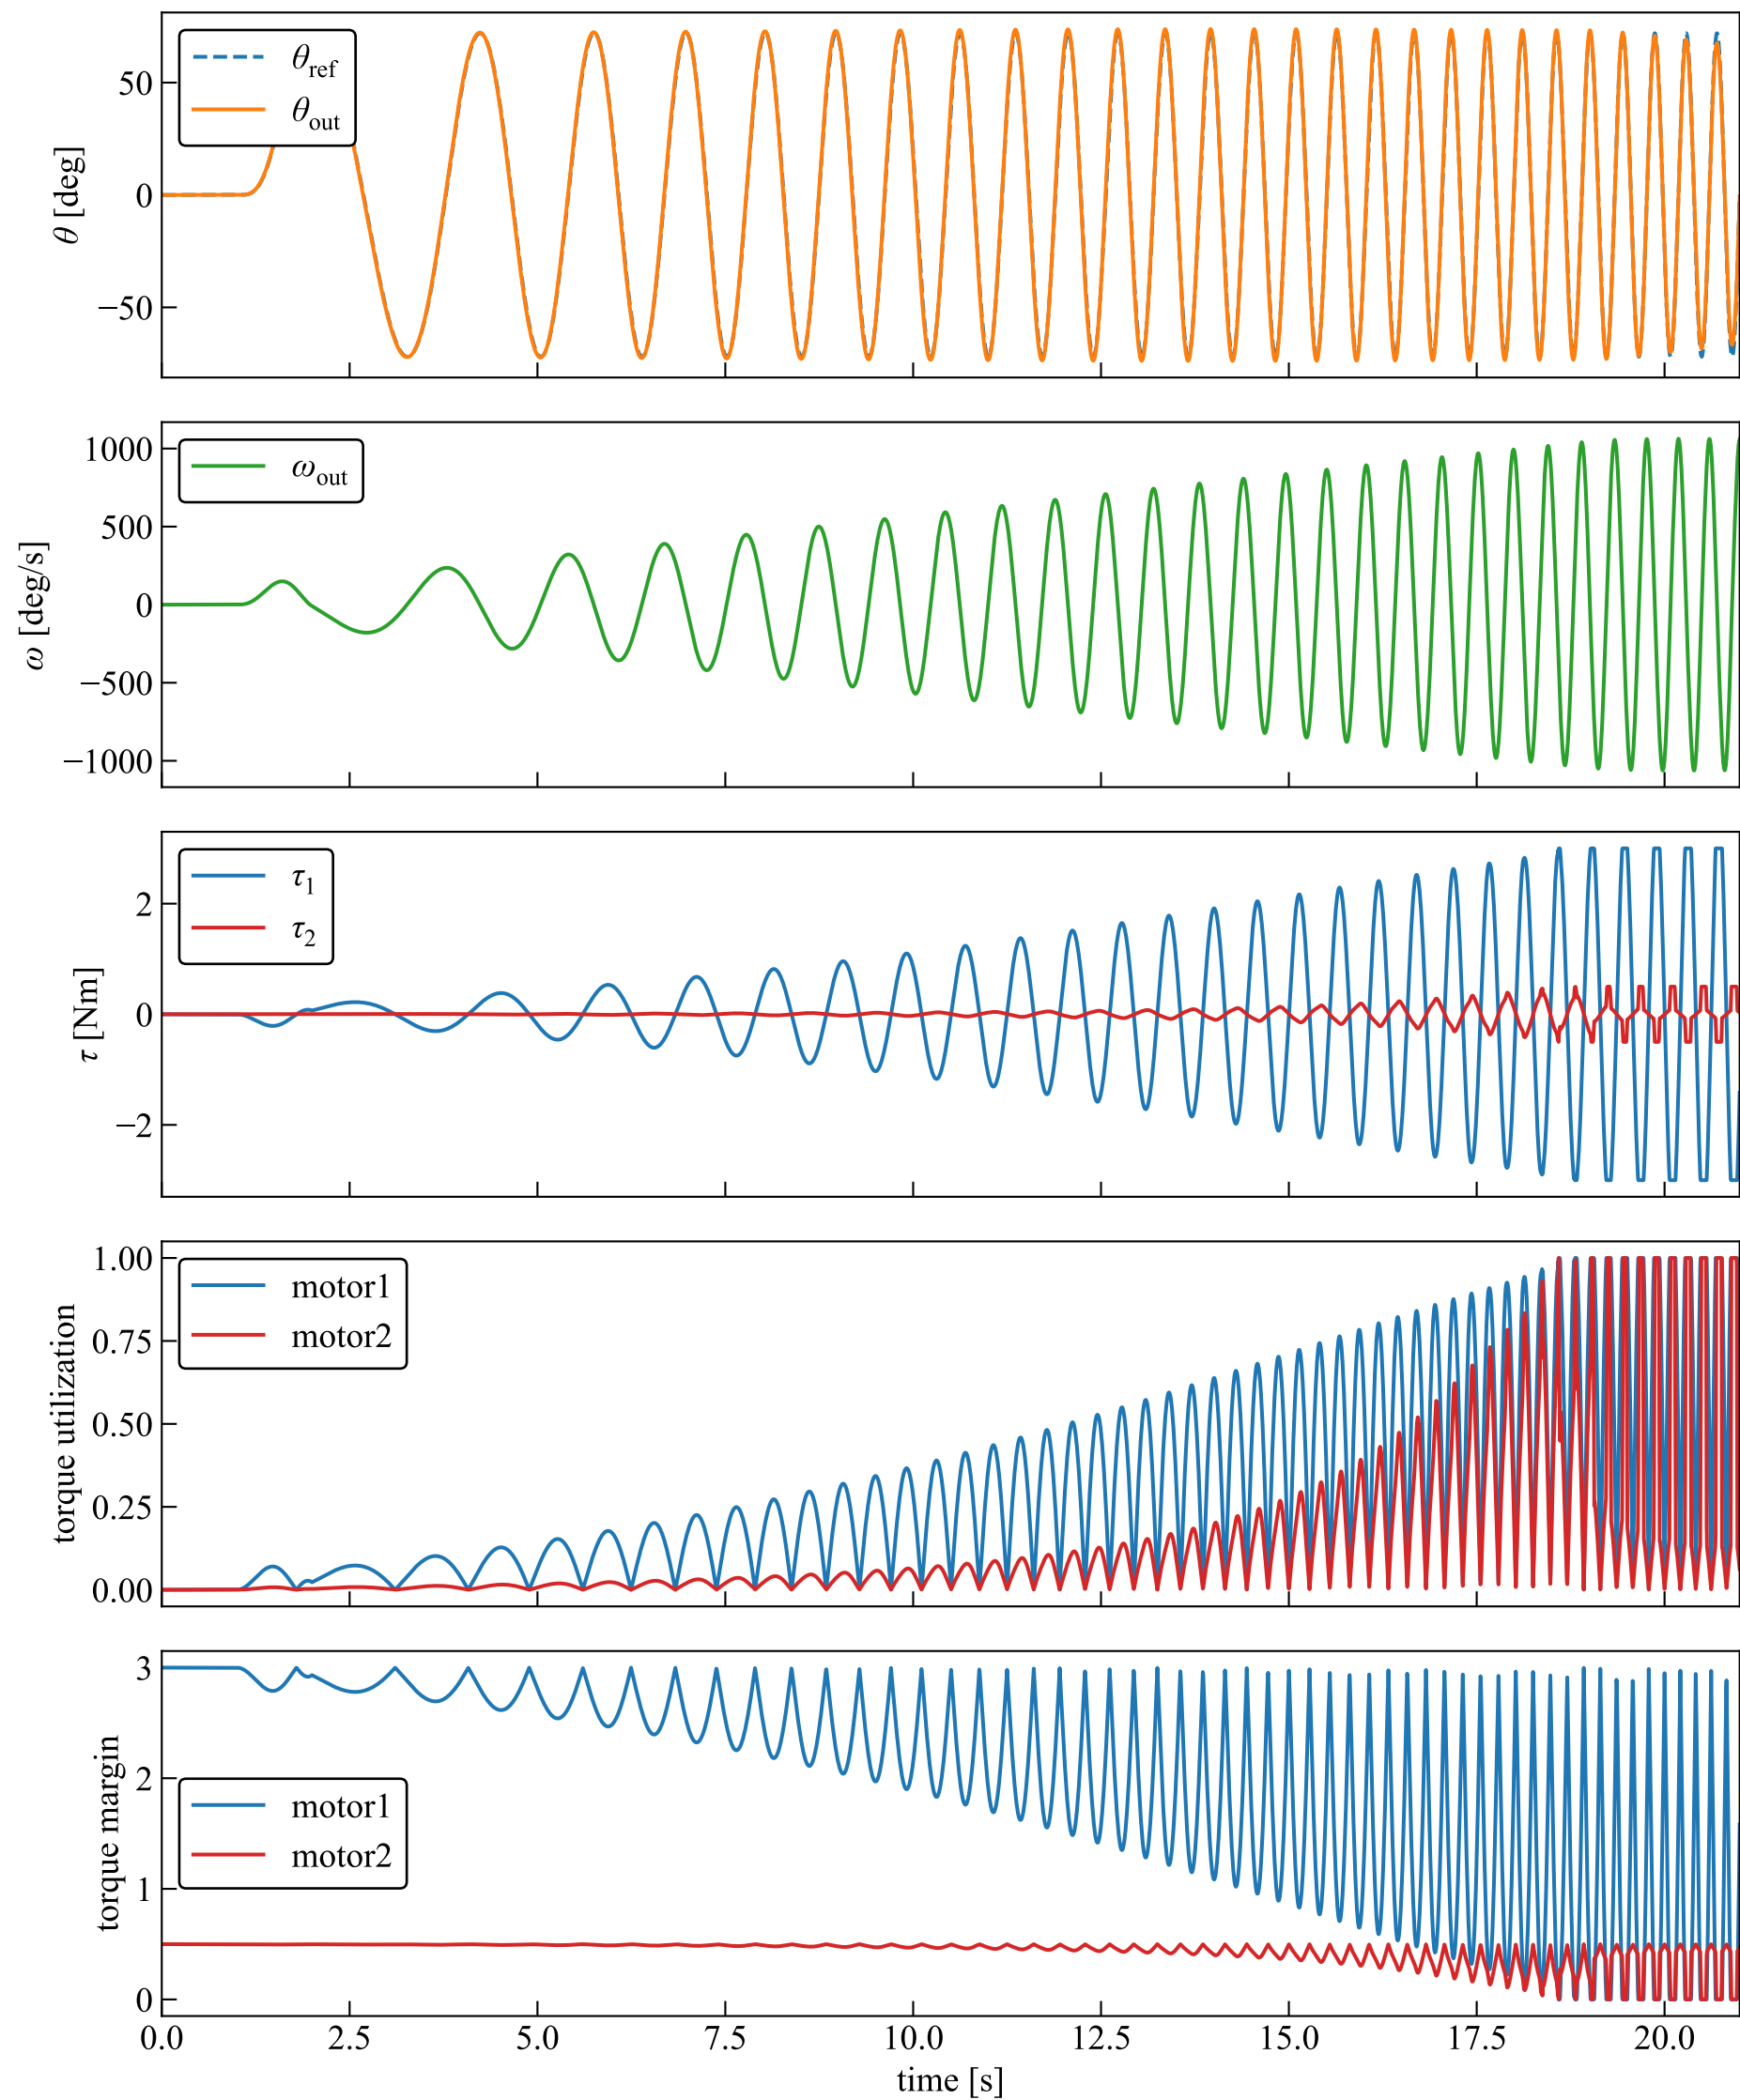 θ [deg]
50
0
−50
θref
θout
ω [deg/s]
1000
500
0
−500
−1000
ωout
τ [Nm]
2
0
−2
τ1
τ2
torque utilization
1.00
0.75
0.50
0.25
0.00
motor1
motor2
torque margin
3
2
1
0
motor1
motor2
0.0 2.5 5.0 7.5 10.0 12.5 15.0 17.5 20.0
time [s]